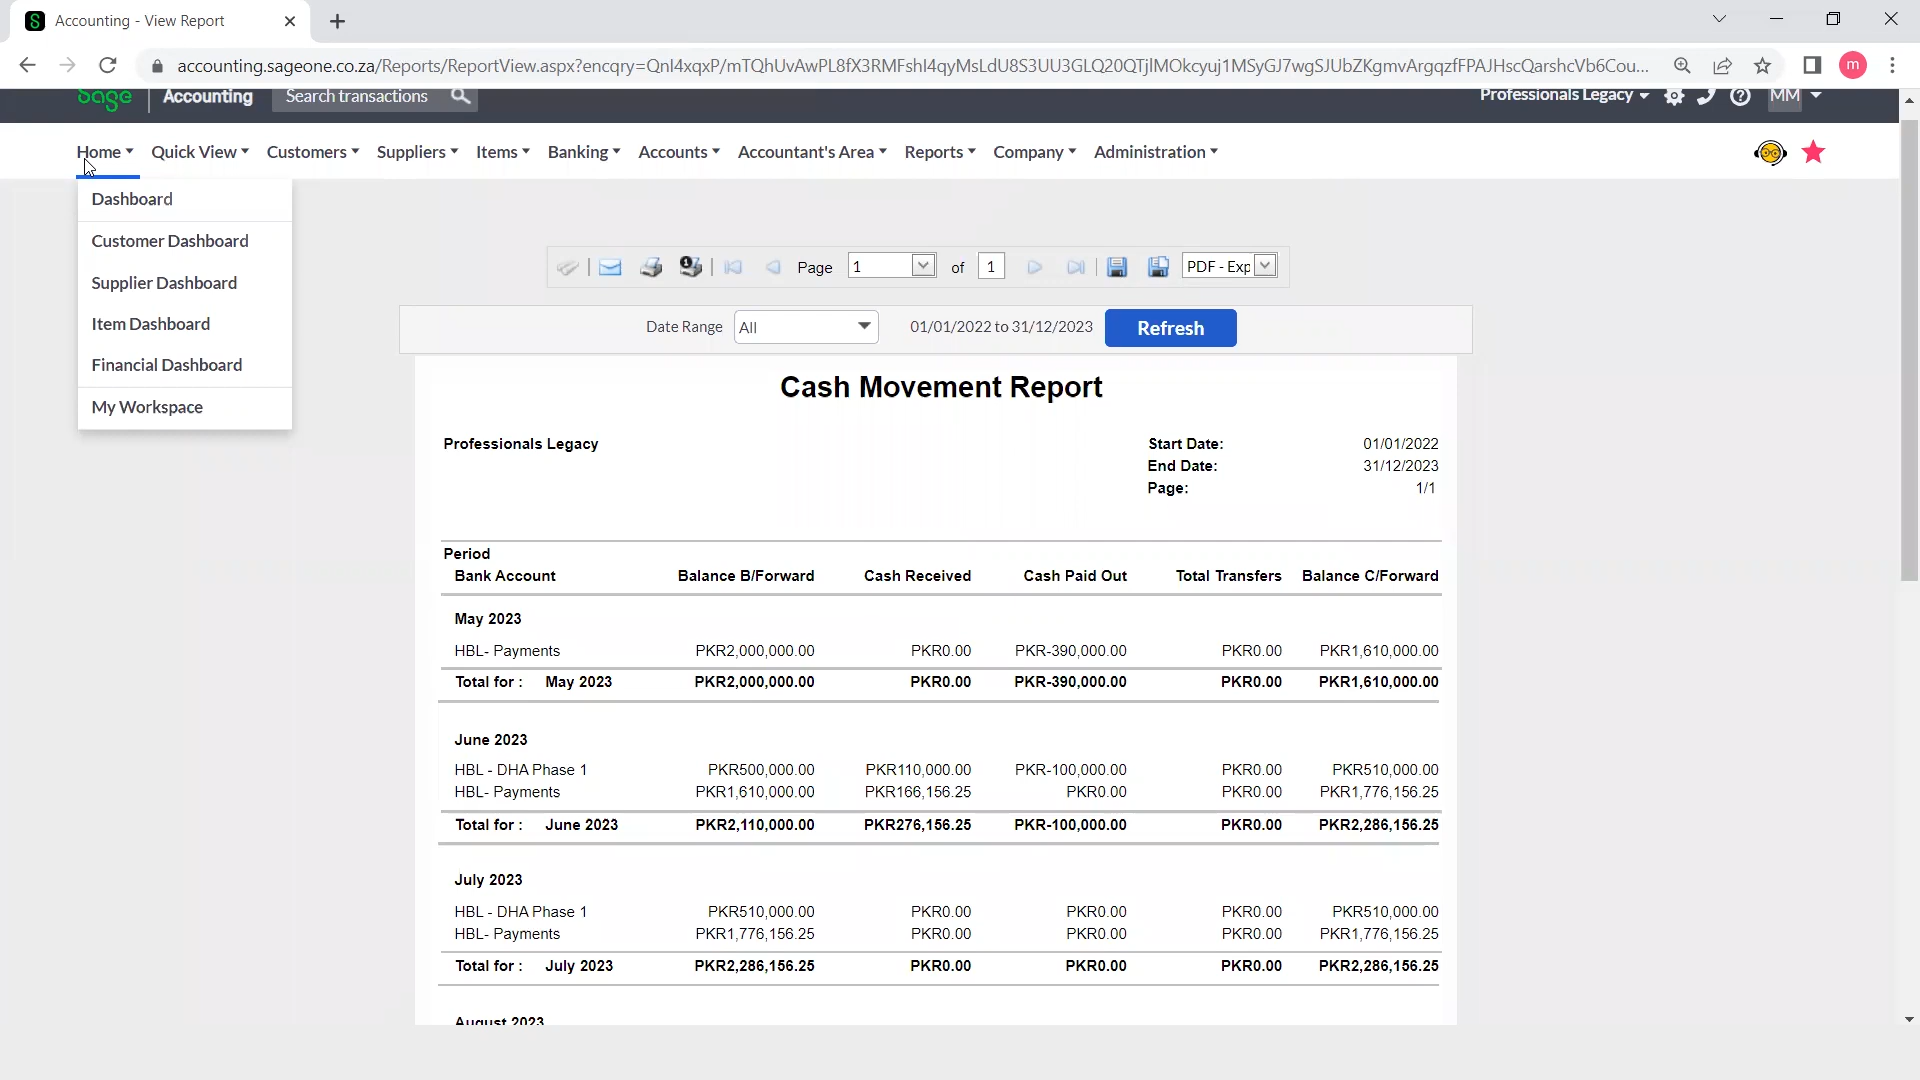 Accounting - View Report
accounting.sageone.co.za/Reports/ReportView.aspx?encqry=QnI4xqxP/mTQhUvAwPL8fX3RMFshI4qyMsLdU8S3UU3GLQ20QTjIMOkcyuj1MSyGJ7wgSJUbZKgmvArgqzfFPAJHscQarshcVb6Cou...
m
Sage Accounting Search transactions Professionals Legacy MM
Home Quick View Customers Suppliers Items Banking Accounts Accountant's Area Reports Company Administration
Dashboard
Customer Dashboard
Supplier Dashboard
Item Dashboard
Financial Dashboard
My Workspace
Page 1 of 1 PDF - Exp
Date Range All 01/01/2022 to 31/12/2023 Refresh
Cash Movement Report
Professionals Legacy Start Date: 01/01/2022
End Date: 31/12/2023
Page: 1/1
Period
Bank Account Balance B/Forward Cash Received Cash Paid Out Total Transfers Balance C/Forward
May 2023
HBL- Payments PKR2,000,000.00 PKR0.00 PKR-390,000.00 PKR0.00 PKR1,610,000.00
Total for : May 2023 PKR2,000,000.00 PKR0.00 PKR-390,000.00 PKR0.00 PKR1,610,000.00
June 2023
HBL - DHA Phase 1 PKR500,000.00 PKR110,000.00 PKR-100,000.00 PKR0.00 PKR510,000.00
HBL- Payments PKR1,610,000.00 PKR166,156.25 PKR0.00 PKR0.00 PKR1,776,156.25
Total for : June 2023 PKR2,110,000.00 PKR276,156.25 PKR-100,000.00 PKR0.00 PKR2,286,156.25
July 2023
HBL - DHA Phase 1 PKR510,000.00 PKR0.00 PKR0.00 PKR0.00 PKR510,000.00
HBL- Payments PKR1,776,156.25 PKR0.00 PKR0.00 PKR0.00 PKR1,776,156.25
Total for : July 2023 PKR2,286,156.25 PKR0.00 PKR0.00 PKR0.00 PKR2,286,156.25
August 2023